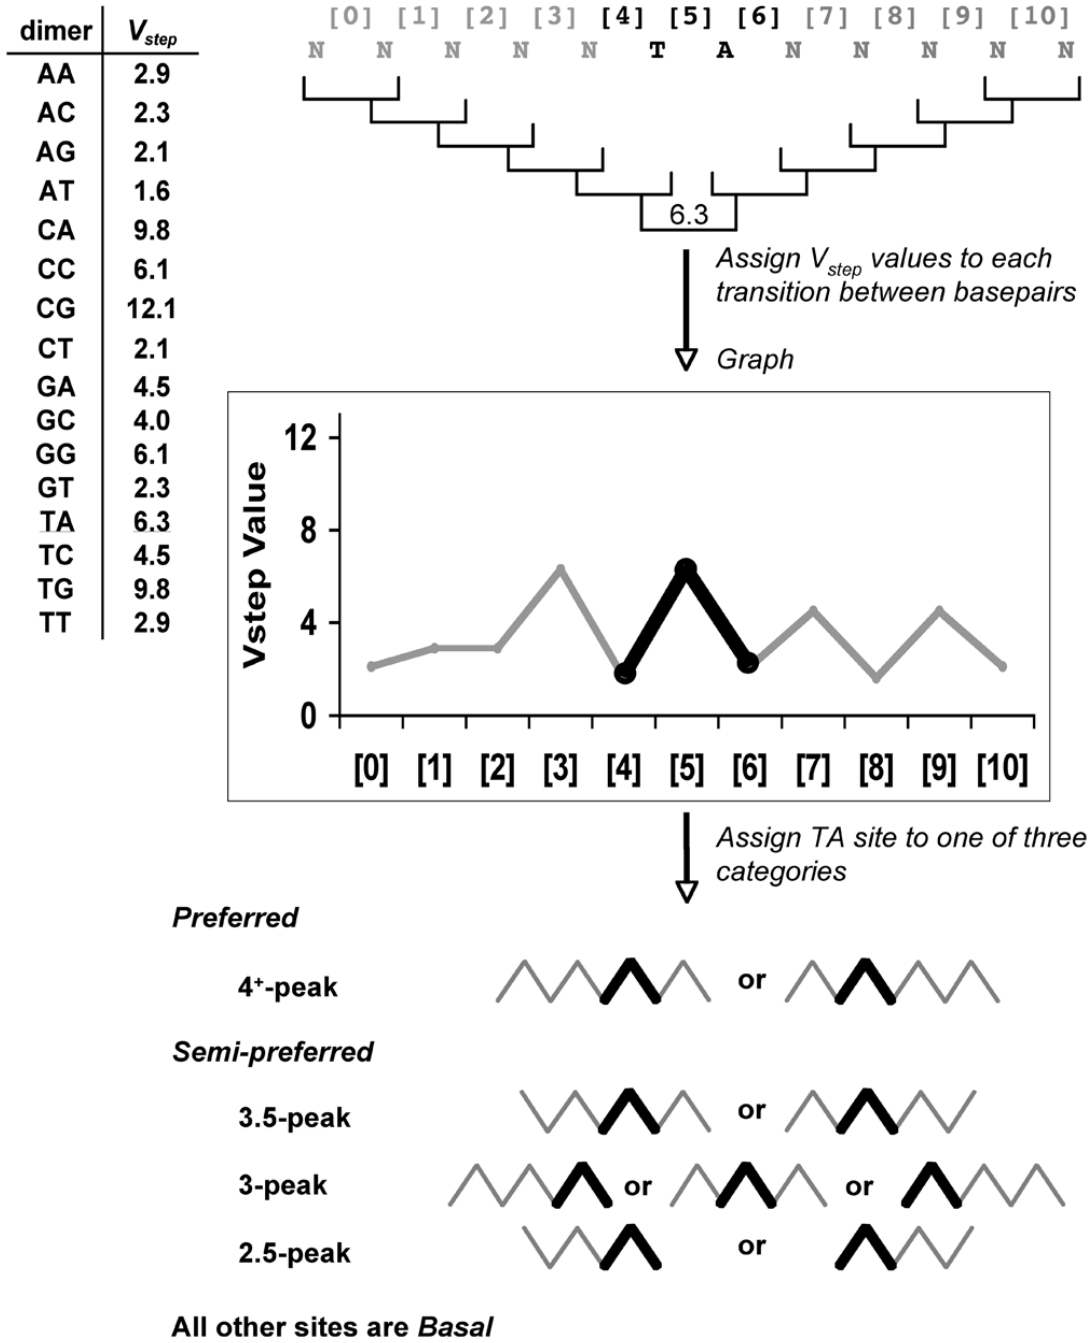 dimer Vstep
AA 2.9
AC 2.3
AG 2.1
AT 1.6
CA 9.8
CC 6.1
CG 12.1
CT 2.1
GA 4.5
GC 4.0
GG 6.1
GT 2.3
TA 6.3
TC 4.5
TG 9.8
TT 2.9
[0] [1] [2] [3] [4] [5] [6] [7] [8] [9] [10]
N N N N N T A N N N N N
6.3
Assign Vstep values to each
transition between basepairs
Graph
Vstep Value
12
8
4
0
[0] [1] [2] [3] [4] [5] [6] [7] [8] [9] [10]
Assign TA site to one of three
categories
Preferred
4+-peak or
Semi-preferred
3.5-peak or
3-peak or or
2.5-peak or
All other sites are Basal